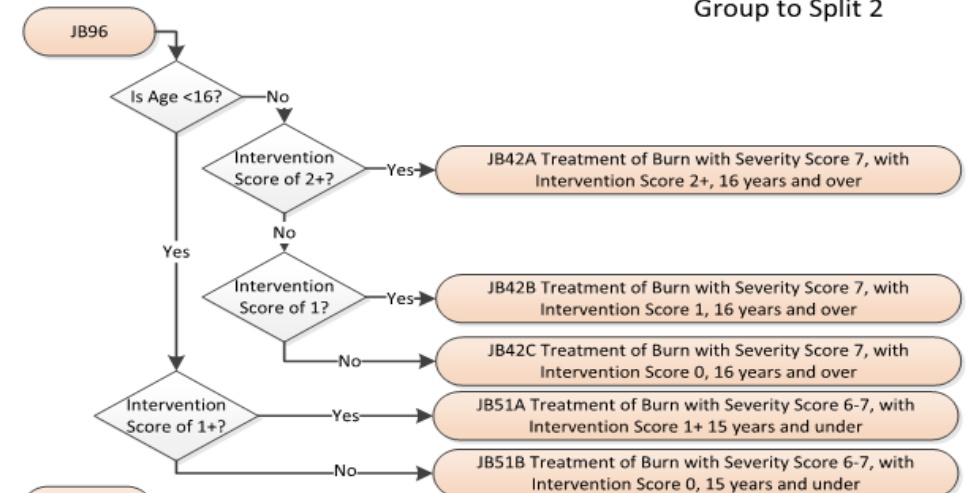 Group to Split 2
JB96
Is Age <16?
No
Intervention
Score of 2+?
Yes
JB42A Treatment of Burn with Severity Score 7, with
Intervention Score 2+, 16 years and over
No
Yes
Intervention
Score of 1?
Yes
JB42B Treatment of Burn with Severity Score 7, with
Intervention Score 1, 16 years and over
No
JB42C Treatment of Burn with Severity Score 7, with
Intervention Score 0, 16 years and over
Intervention
Score of 1+?
Yes
JB51A Treatment of Burn with Severity Score 6-7, with
Intervention Score 1+ 15 years and under
No
JB51B Treatment of Burn with Severity Score 6-7, with
Intervention Score 0, 15 years and under